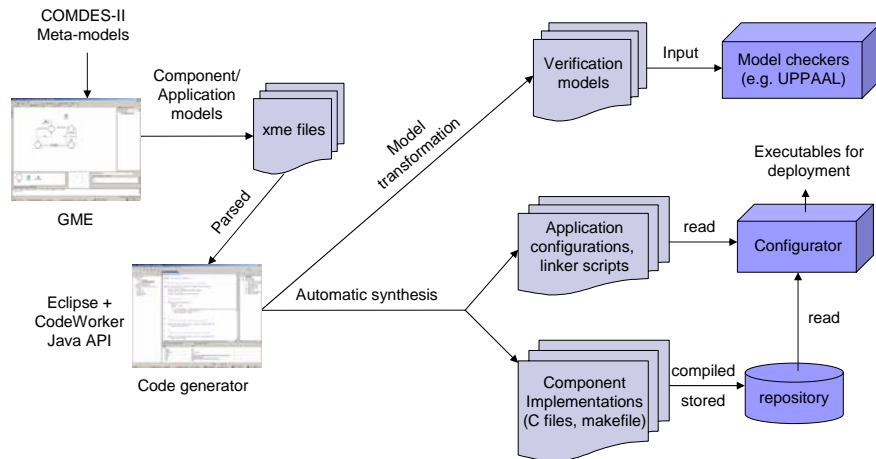 COMDES-II
Meta-models
Component/
Application
models
xme files
GME
Parsed
Model
transformation
Verification
models
Input
Model checkers
(e.g. UPPAAL)
Executables for
deployment
Application
configurations,
linker scripts
read
Configurator
Eclipse +
CodeWorker
Java API
Automatic synthesis
Code generator
read
Component
Implementations
(C files, makefile)
compiled
stored
repository